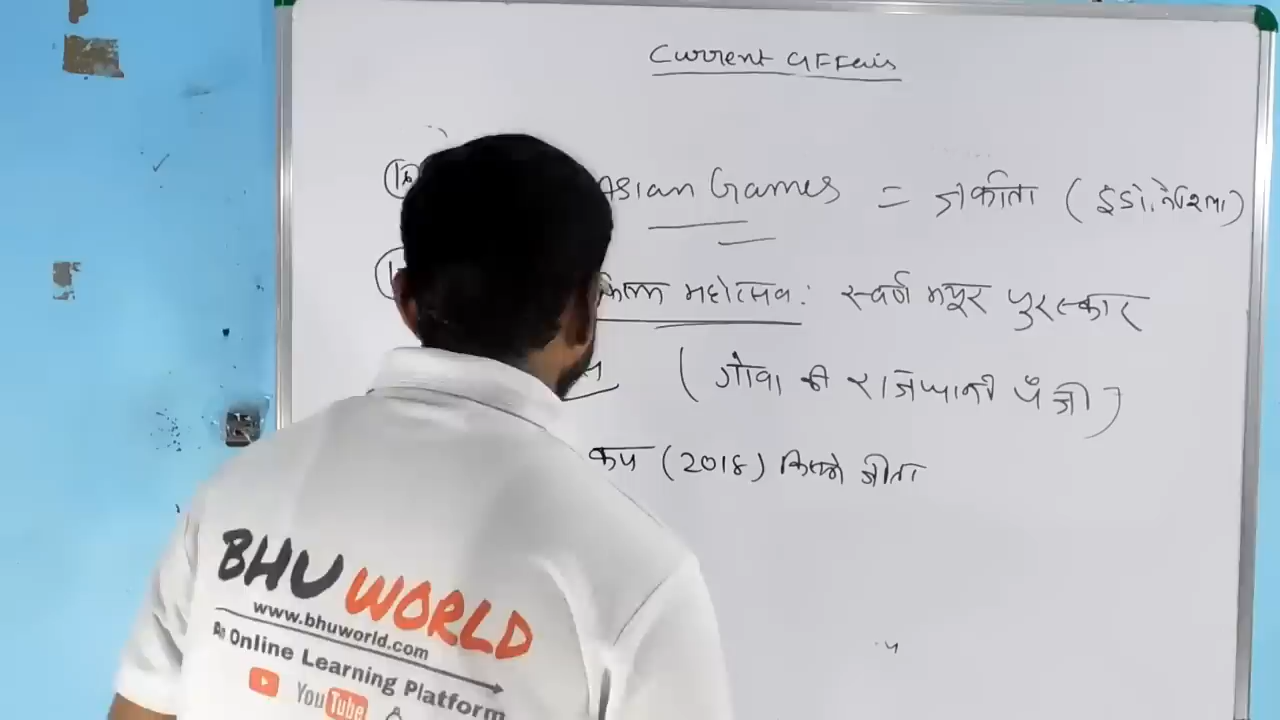 Current Affairs
Asian Games = जकार्ता (इंडोनेशिया)
फिल्म महोत्सव: स्वर्ण मयूर पुरस्कार
(गोवा की राजधानी पंजी)
कप (2018) किसने जीता
BHU WORLD
www.bhuworld.com
An Online Learning Platform
YouTube